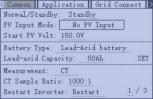 Common Application Grid Connect
Normal/Standby: Standby
PV Input Mode: No PV Input
Start PV Volt: 150.0V
Battery Type: Lead-Acid battery
Lead-acid Capacity: 50Ah SET
Measurement: CT
CT Sample Ratio: 1000:1
Restart Inverter: Restart 1 / 3